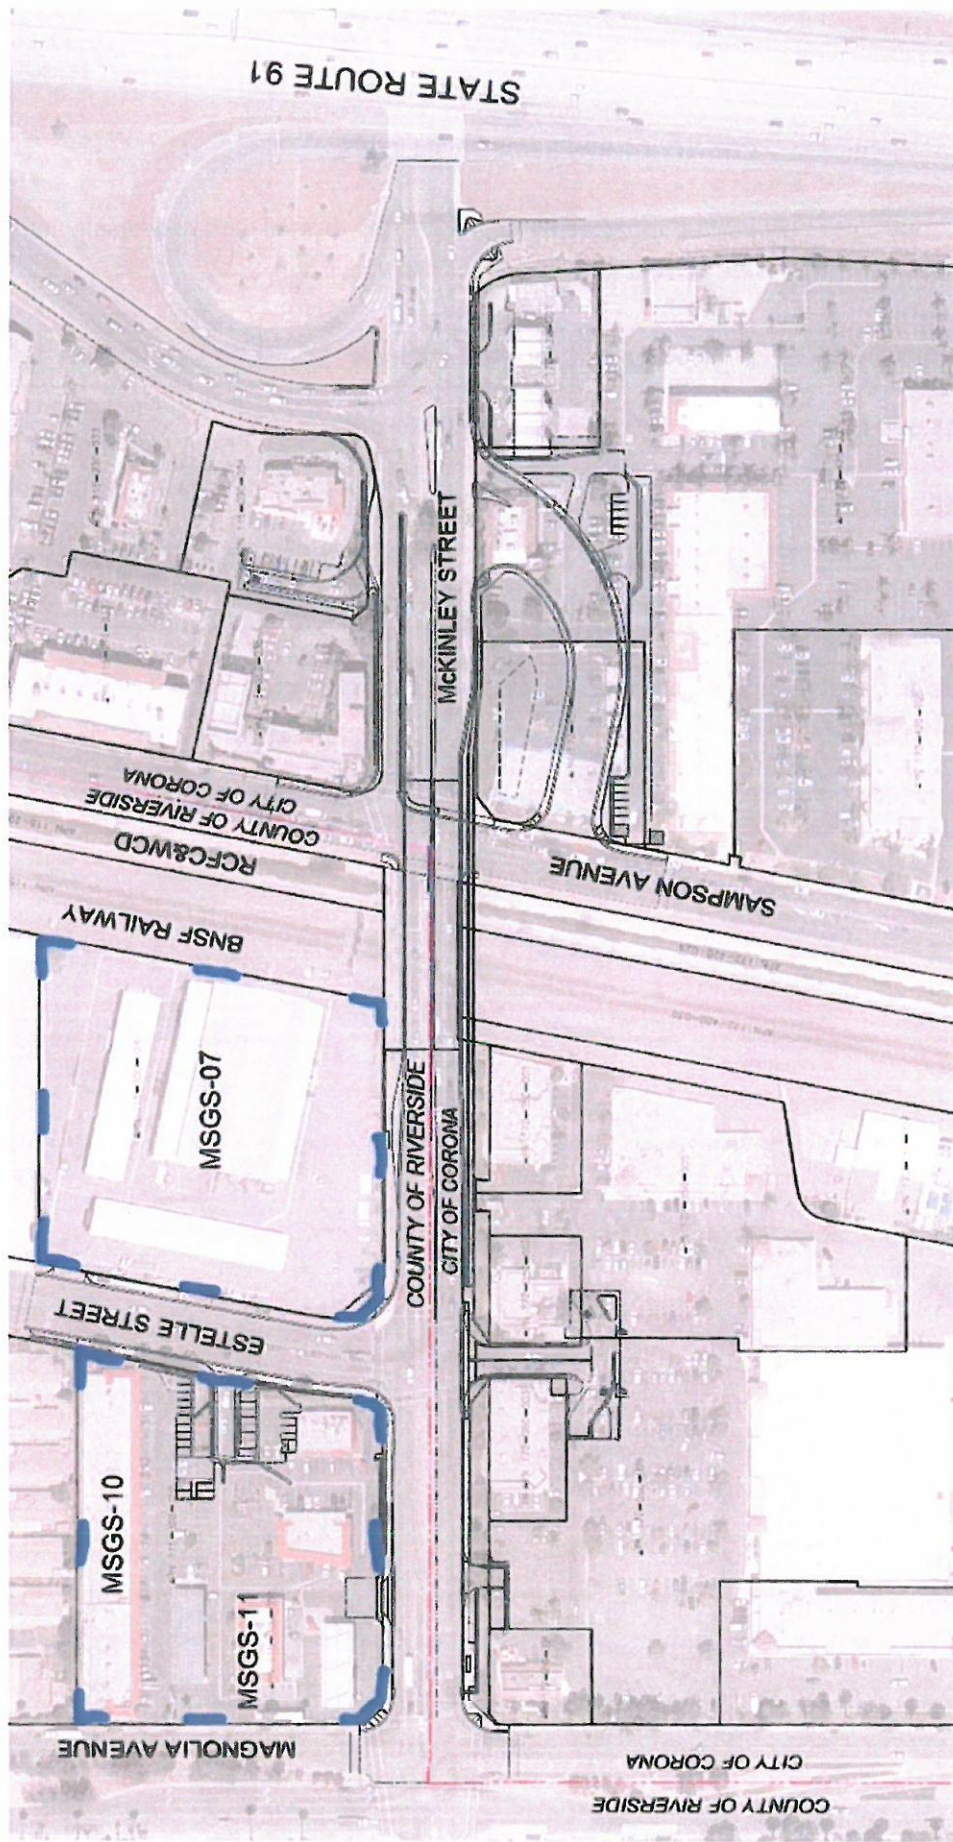 STATE ROUTE 91
McKINLEY STREET
CITY OF CORONA
COUNTY OF RIVERSIDE
RCFC&WCD
BNSF RAILWAY
SAMPSON AVENUE
MSGS-07
COUNTY OF RIVERSIDE
CITY OF CORONA
ESTELLE STREET
MSGS-10
MSGS-11
MAGNOLIA AVENUE
CITY OF CORONA
COUNTY OF RIVERSIDE